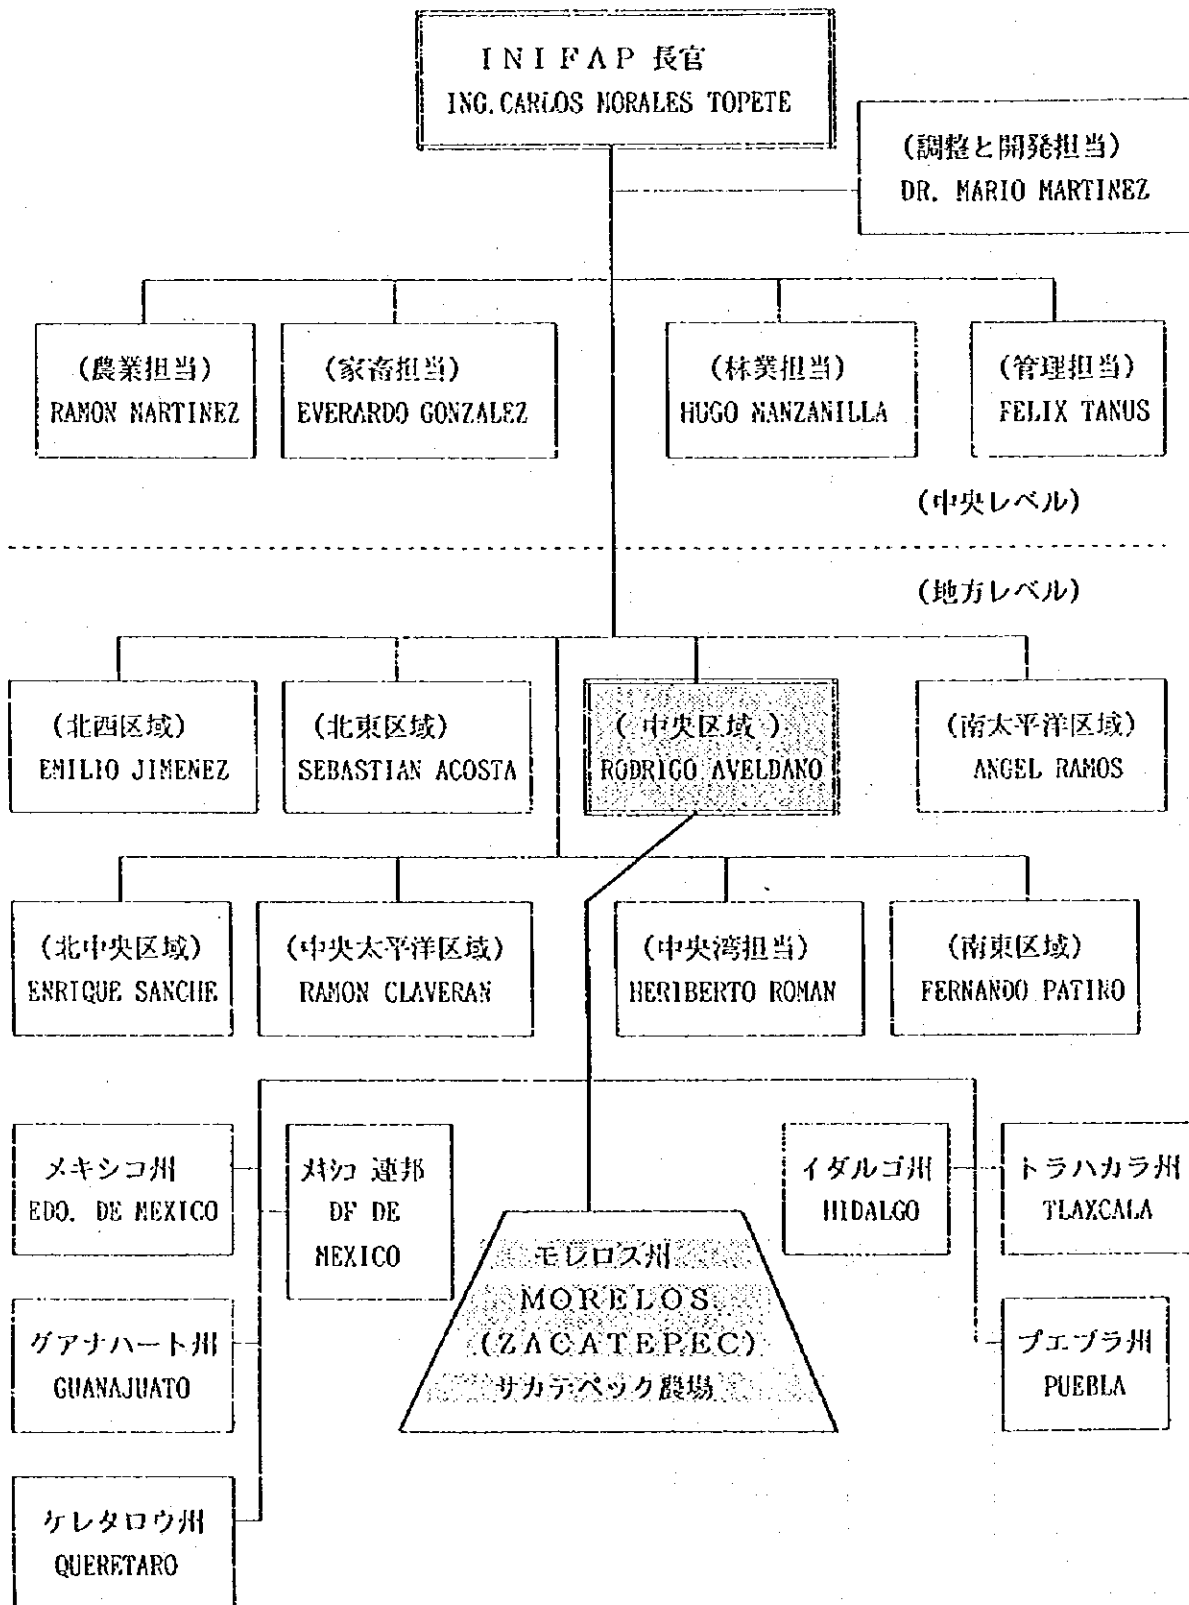 INIFAP 長官
ING. CARLOS MORALES TOPETE
(調整と開発担当)
DR. MARIO MARTINEZ
(農業担当)
RAMON MARTINEZ
(家畜担当)
EVERARDO GONZALEZ
(林業担当)
HUGO MANZANILLA
(管理担当)
FELIX TANUS
(中央レベル)
(地方レベル)
(北西区域)
EMILIO JIMENEZ
(北東区域)
SEBASTIAN ACOSTA
(中央区域)
RODRIGO AVELDANO
(南太平洋区域)
ANGEL RAMOS
(北中央区域)
ENRIQUE SANCHE
(中央太平洋区域)
RAMON CLAVERAN
(中央湾担当)
HERIBERTO ROMAN
(南東区域)
FERNANDO PATINO
メキシコ州
EDO. DE MEXICO
メキシコ 連邦
DF DE
MEXICO
イダルゴ州
HIDALGO
トラハカラ州
TLAXCALA
モレロス州
MORELOS
(ZACATEPEC)
サカテペック農場
グアナハート州
GUANAJUATO
プエブラ州
PUEBLA
ケレタロウ州
QUERETARO